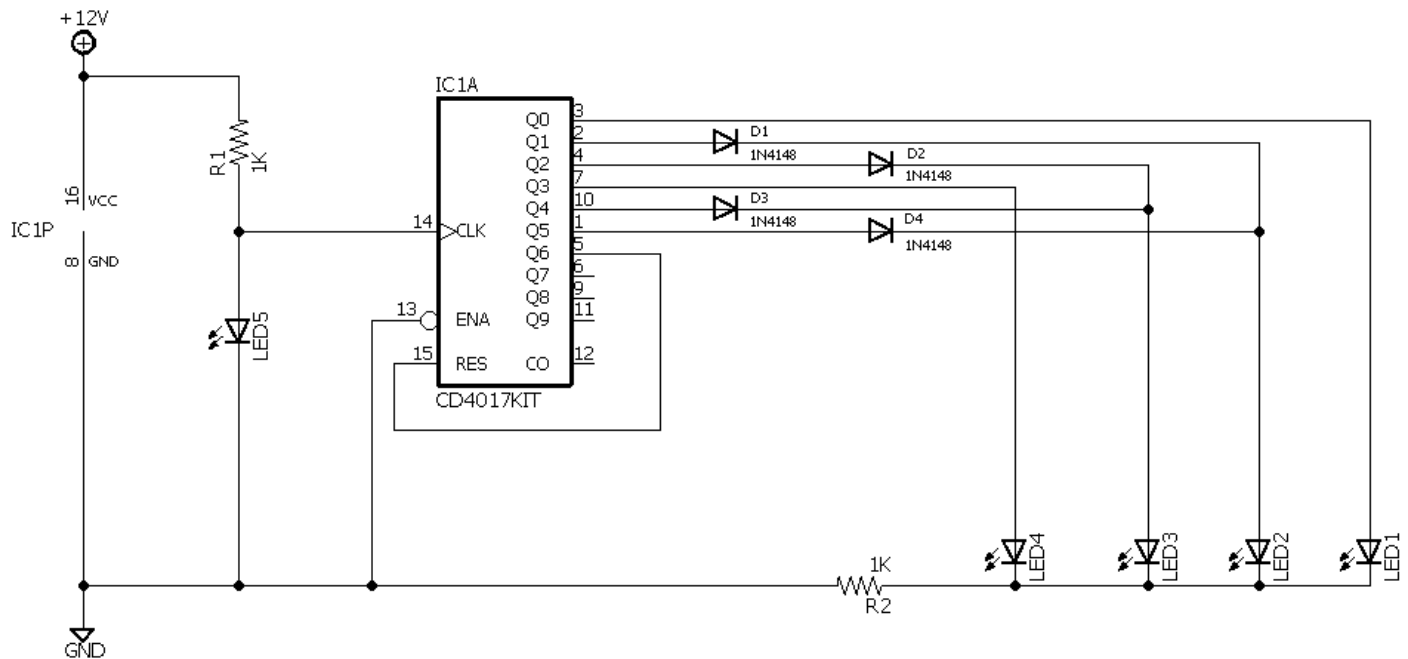 +12V
IC1A
R1
1K
16
VCC
IC1P
8
GND
14
CLK
13
ENA
15
RES
Q0
3
Q1
2
Q2
4
Q3
7
Q4
10
Q5
1
Q6
5
Q7
6
Q8
9
Q9
11
CO
12
CD4017KIT
D1
1N4148
D2
1N4148
D3
1N4148
D4
1N4148
LED5
LED4
LED3
LED2
LED1
1K
R2
GND